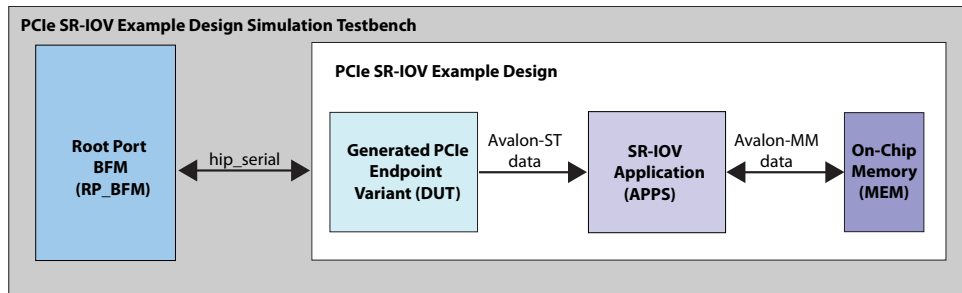 PCIe SR-IOV Example Design Simulation Testbench
PCIe SR-IOV Example Design
Root Port
BFM
(RP_BFM)
hip_serial
Generated PCIe
Endpoint
Variant (DUT)
Avalon-ST
data
SR-IOV
Application
(APPS)
Avalon-MM
data
On-Chip
Memory
(MEM)